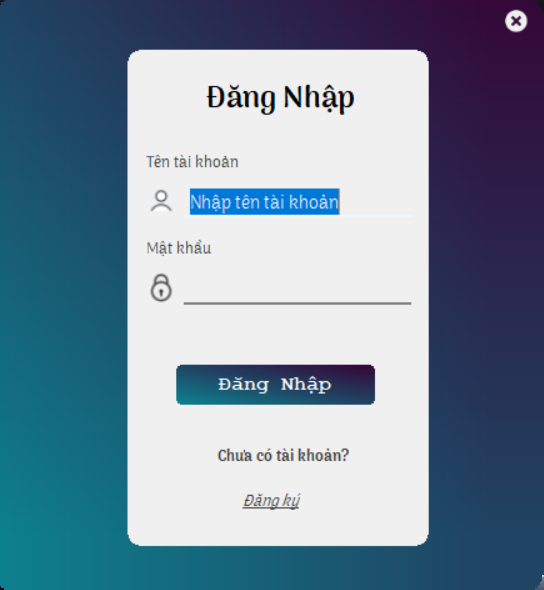 Đăng Nhập
Tên tài khoản
Nhập tên tài khoản
Mật khẩu
Đăng Nhập
Chưa có tài khoản?
Đăng ký